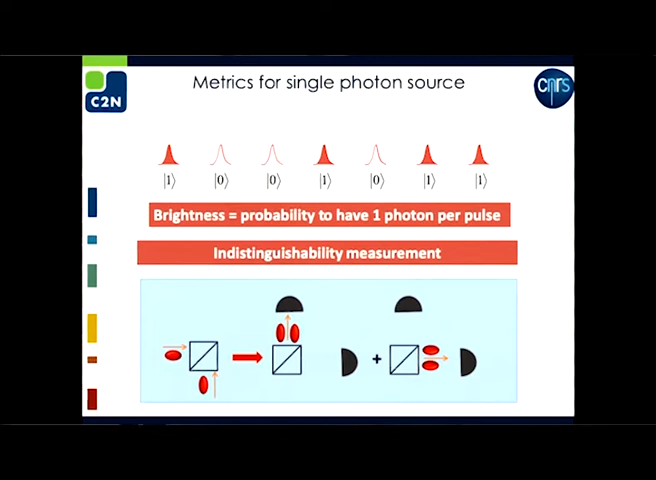 Metrics for single photon source
C2N
cnrs
|1⟩ |0⟩ |0⟩ |1⟩ |0⟩ |1⟩ |1⟩
Brightness = probability to have 1 photon per pulse
Indistinguishability measurement
+